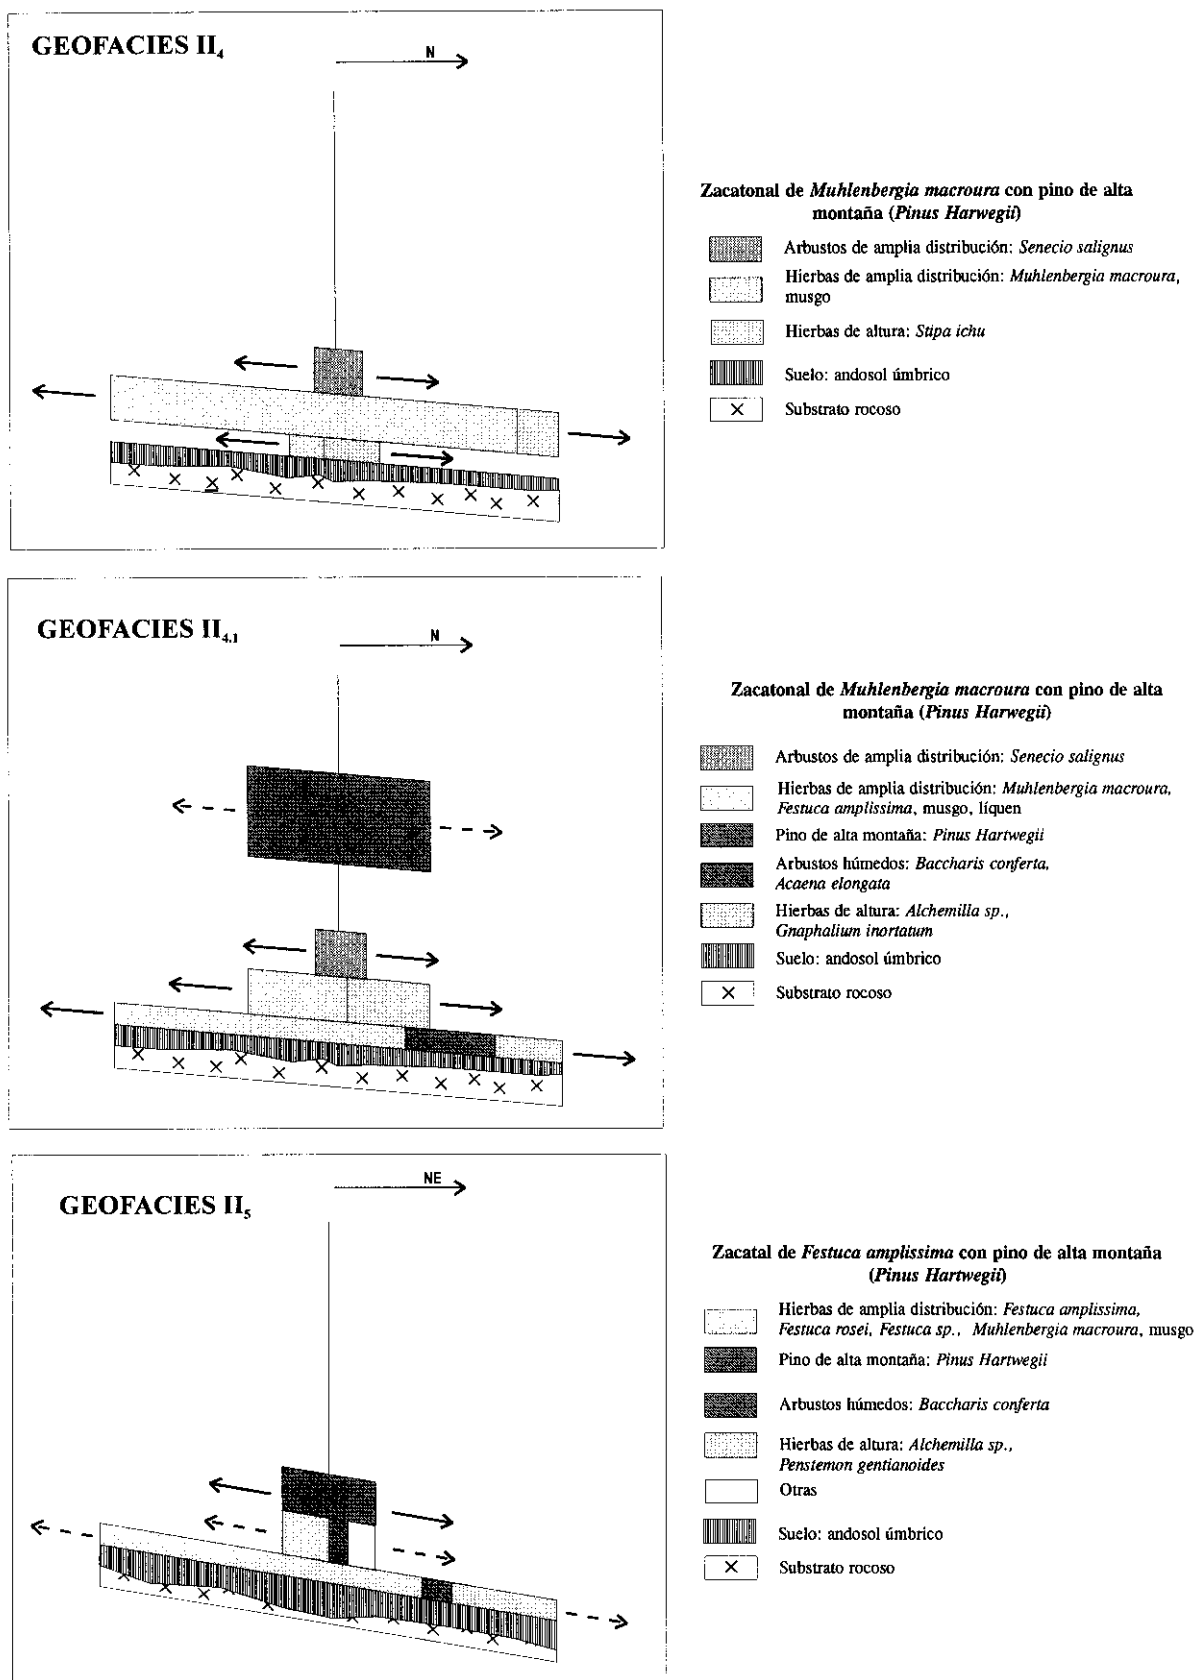 GEOFACIES II4
N
Zacatonal de Muhlenbergia macroura con pino de alta
montaña (Pinus Harwegii)
Arbustos de amplia distribución: Senecio salignus
Hierbas de amplia distribución: Muhlenbergia macroura,
musgo
Hierbas de altura: Stipa ichu
Suelo: andosol úmbrico
Substrato rocoso
GEOFACIES II4.1
N
Zacatonal de Muhlenbergia macroura con pino de alta
montaña (Pinus Harwegii)
Arbustos de amplia distribución: Senecio salignus
Hierbas de amplia distribución: Muhlenbergia macroura,
Festuca amplissima, musgo, líquen
Pino de alta montaña: Pinus Hartwegii
Arbustos húmedos: Baccharis conferta,
Acaena elongata
Hierbas de altura: Alchemilla sp.,
Gnaphalium inortatum
Suelo: andosol úmbrico
Substrato rocoso
GEOFACIES II5
NE
Zacatal de Festuca amplissima con pino de alta montaña
(Pinus Hartwegii)
Hierbas de amplia distribución: Festuca amplissima,
Festuca rosei, Festuca sp., Muhlenbergia macroura, musgo
Pino de alta montaña: Pinus Hartwegii
Arbustos húmedos: Baccharis conferta
Hierbas de altura: Alchemilla sp.,
Penstemon gentianoides
Otras
Suelo: andosol úmbrico
Substrato rocoso